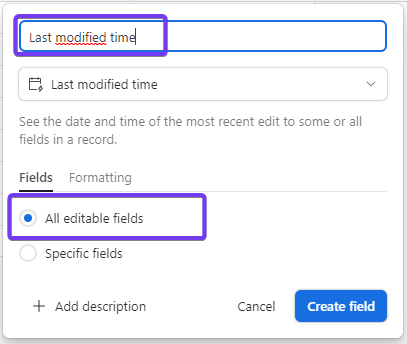 Last modified time
Last modified time
See the date and time of the most recent edit to some or all
fields in a record.
Fields Formatting
All editable fields
Specific fields
+ Add description Cancel Create field